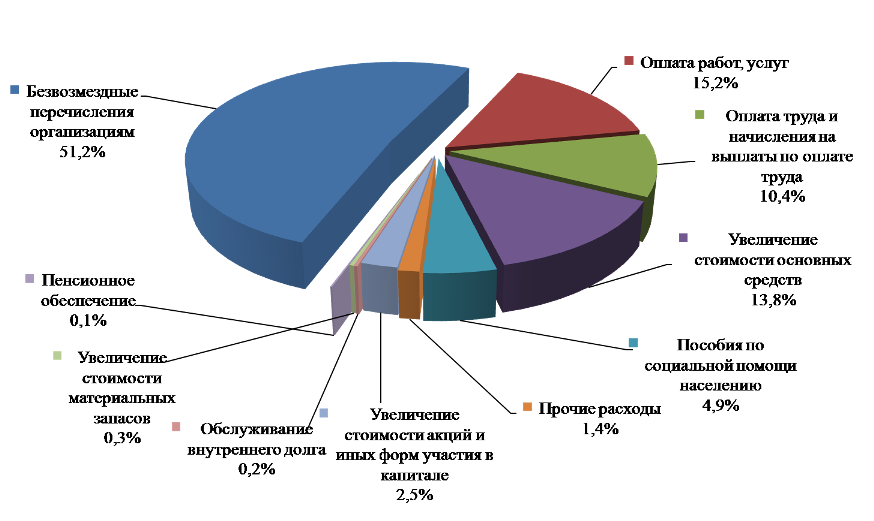 Безвозмездные
перечисления
организациям
51,2%
Оплата работ, услуг
15,2%
Оплата труда и
начисления на
выплаты по оплате
труда
10,4%
Увеличение
стоимости основных
средств
13,8%
Пособия по
социальной помощи
населению
4,9%
Прочие расходы
1,4%
Увеличение
стоимости акций и
иных форм участия в
капитале
2,5%
Обслуживание
внутреннего долга
0,2%
Увеличение
стоимости
материальных
запасов
0,3%
Пенсионное
обеспечение
0,1%